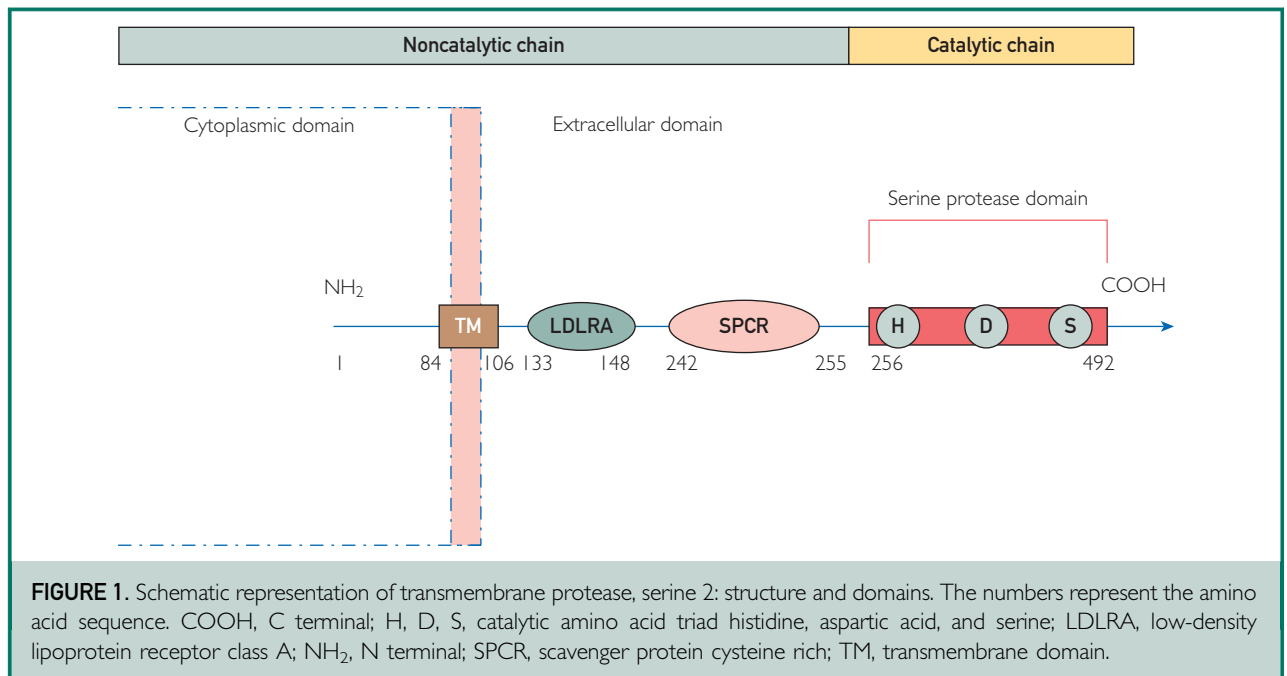 Noncatalytic chain
Catalytic chain
Cytoplasmic domain
Extracellular domain
Serine protease domain
NH₂
COOH
TM
LDLRA
SPCR
H
D
S
1
84
106
133
148
242
255
256
492
FIGURE 1. Schematic representation of transmembrane protease, serine 2: structure and domains. The numbers represent the amino
acid sequence. COOH, C terminal; H, D, S, catalytic amino acid triad histidine, aspartic acid, and serine; LDLRA, low-density
lipoprotein receptor class A; NH₂, N terminal; SPCR, scavenger protein cysteine rich; TM, transmembrane domain.